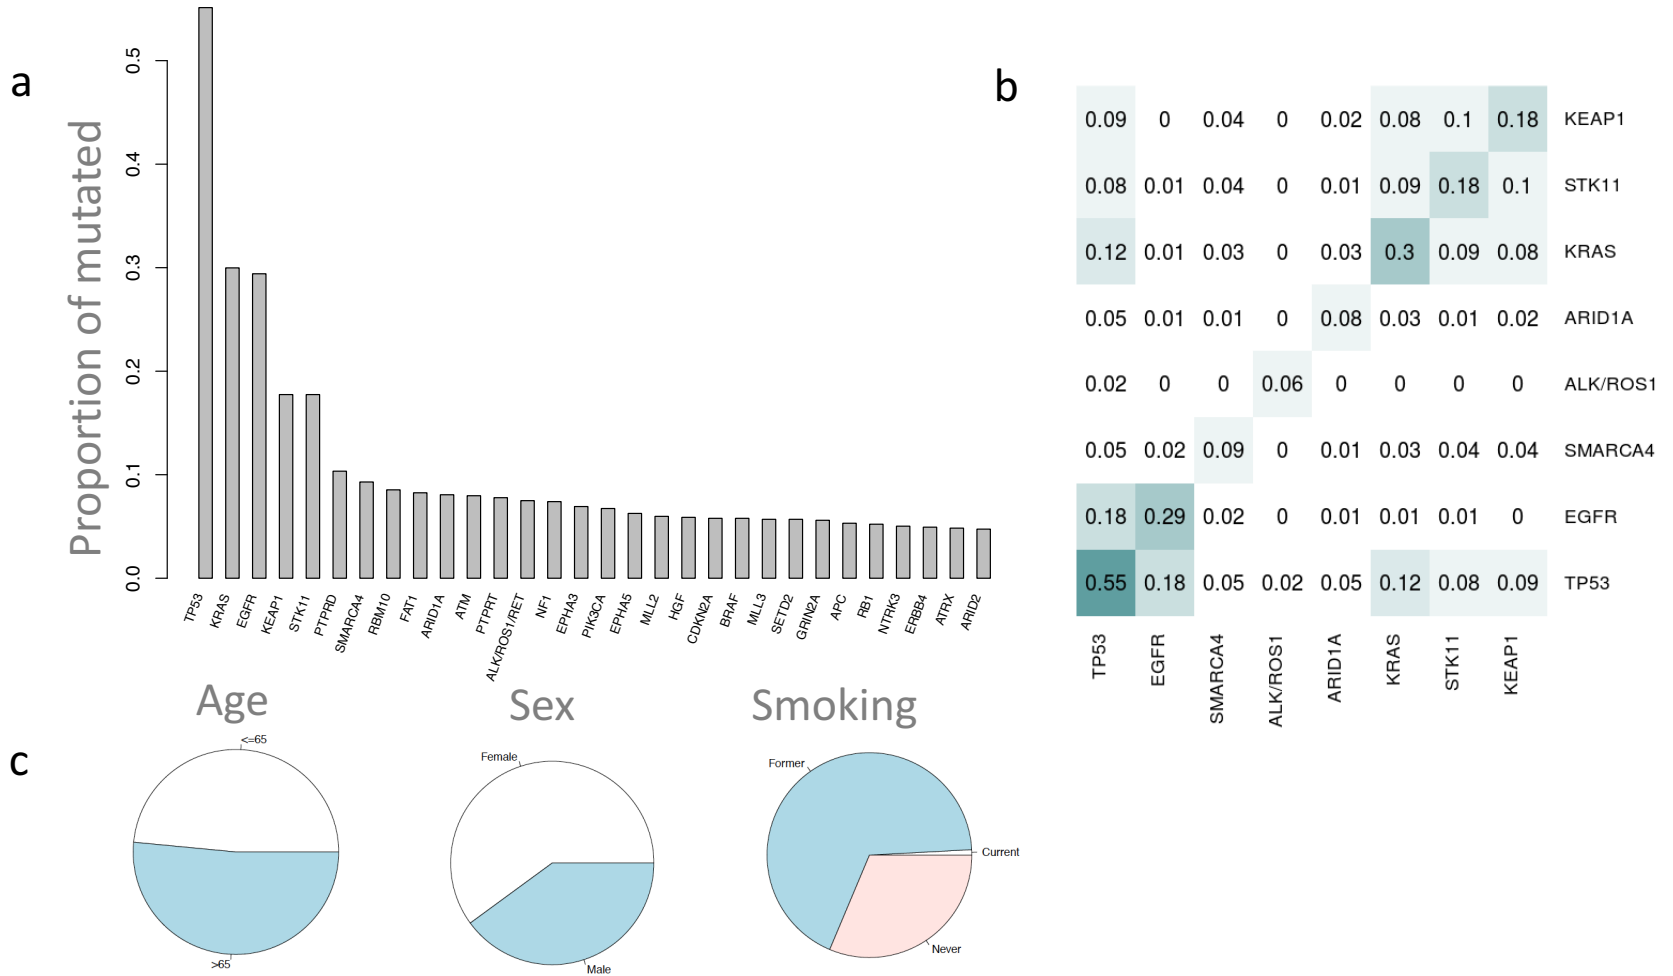 a
Proportion of mutated
0.5
0.4
0.3
0.2
0.1
0.0
TP53
KRAS
EGFR
KEAP1
STK11
PTPRD
SMARCA4
RBM10
FAT1
ARID1A
ATM
PTPRT
ALK/ROS1/RET
NF1
EPHA3
PIK3CA
EPHA5
MLL2
HGF
CDKN2A
BRAF
MLL3
SETD2
GRIN2A
APC
RB1
NTRK3
ERBB4
ATRX
ARID2
b
0.09 0 0.04 0 0.02 0.08 0.1 0.18 KEAP1
0.08 0.01 0.04 0 0.01 0.09 0.18 0.1 STK11
0.12 0.01 0.03 0 0.03 0.3 0.09 0.08 KRAS
0.05 0.01 0.01 0 0.08 0.03 0.01 0.02 ARID1A
0.02 0 0 0.06 0 0 0 0 ALK/ROS1
0.05 0.02 0.09 0 0.01 0.03 0.04 0.04 SMARCA4
0.18 0.29 0.02 0 0.01 0.01 0.01 0 EGFR
0.55 0.18 0.05 0.02 0.05 0.12 0.08 0.09 TP53
TP53
EGFR
SMARCA4
ALK/ROS1
ARID1A
KRAS
STK11
KEAP1
c
Age
<=65
>65
Sex
Female
Male
Smoking
Former
Current
Never